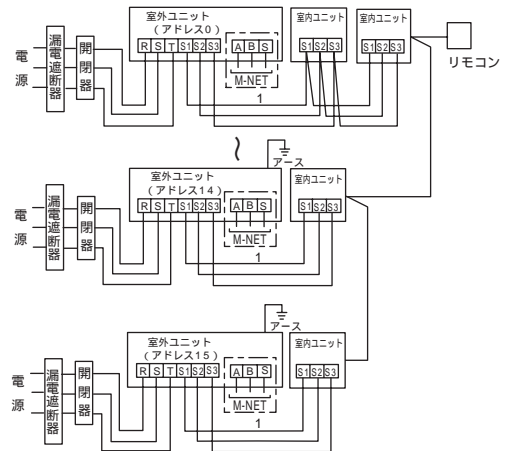 室外ユニット
(アドレス0)
R S T S1 S2 S3
A B S
M-NET
1
室内ユニット
S1 S2 S3
室内ユニット
S1 S2 S3
リモコン
電源
漏電遮断器
開閉器
アース
室外ユニット
(アドレス14)
R S T S1 S2 S3
A B S
M-NET
1
室内ユニット
S1 S2 S3
電源
漏電遮断器
開閉器
アース
室外ユニット
(アドレス15)
R S T S1 S2 S3
A B S
M-NET
1
室内ユニット
S1 S2 S3
電源
漏電遮断器
開閉器